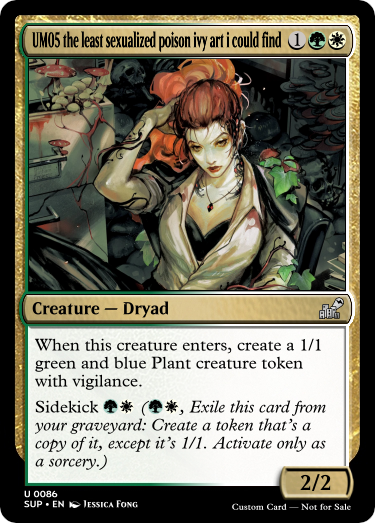 UM05 the least sexualized poison ivy art i could find 1
Creature — Dryad
When this creature enters, create a 1/1
green and blue Plant creature token
with vigilance.
Sidekick (, Exile this card from
your graveyard: Create a token that's a
copy of it, except it's 1/1. Activate only as
a sorcery.)
2/2
U 0086
SUP • EN Jessica Fong
Custom Card — Not for Sale